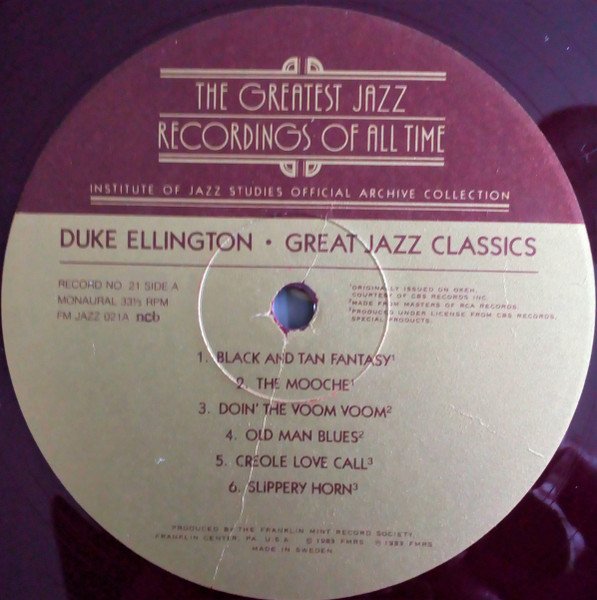 THE GREATEST JAZZ
RECORDINGS OF ALL TIME
INSTITUTE OF JAZZ STUDIES OFFICIAL ARCHIVE COLLECTION
DUKE ELLINGTON • GREAT JAZZ CLASSICS
RECORD NO. 21 SIDE A
MONAURAL 33⅓ RPM
FM JAZZ 021A ncb
¹ORIGINALLY ISSUED ON OKEH.
COURTESY OF CBS RECORDS INC.
²MADE FROM MASTERS OF RCA RECORDS.
³PRODUCED UNDER LICENSE FROM CBS RECORDS,
SPECIAL PRODUCTS.
1. BLACK AND TAN FANTASY¹
2. THE MOOCHE¹
3. DOIN' THE VOOM VOOM²
4. OLD MAN BLUES²
5. CREOLE LOVE CALL³
6. SLIPPERY HORN³
PRODUCED BY THE FRANKLIN MINT RECORD SOCIETY,
FRANKLIN CENTER, PA. U.S.A. © 1983 FMRS ℗ 1983 FMRS
MADE IN SWEDEN